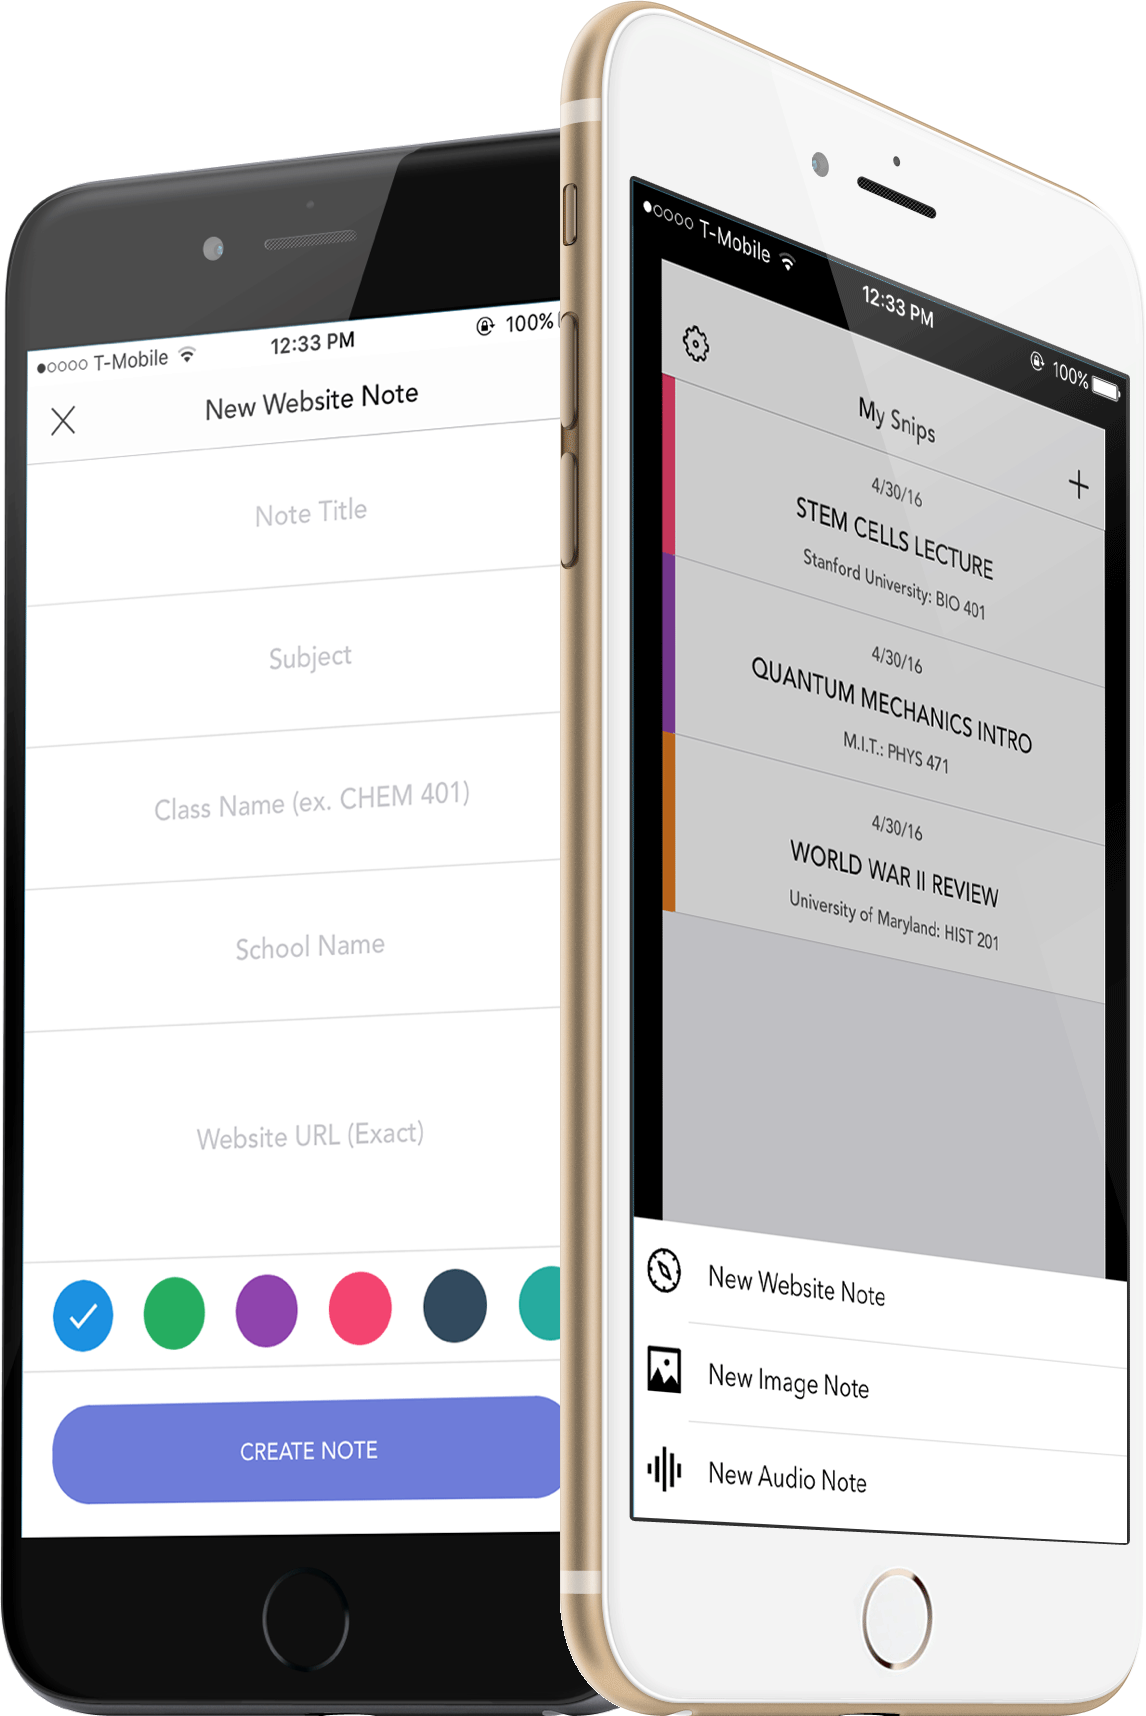 T-Mobile
12:33 PM
100%
New Website Note
Note Title
Subject
Class Name (ex. CHEM 401)
School Name
Website URL (Exact)
CREATE NOTE
T-Mobile
12:33 PM
100%
My Snips
4/30/16
STEM CELLS LECTURE
Stanford University: BIO 401
4/30/16
QUANTUM MECHANICS INTRO
M.I.T.: PHYS 471
4/30/16
WORLD WAR II REVIEW
University of Maryland: HIST 201
New Website Note
New Image Note
New Audio Note